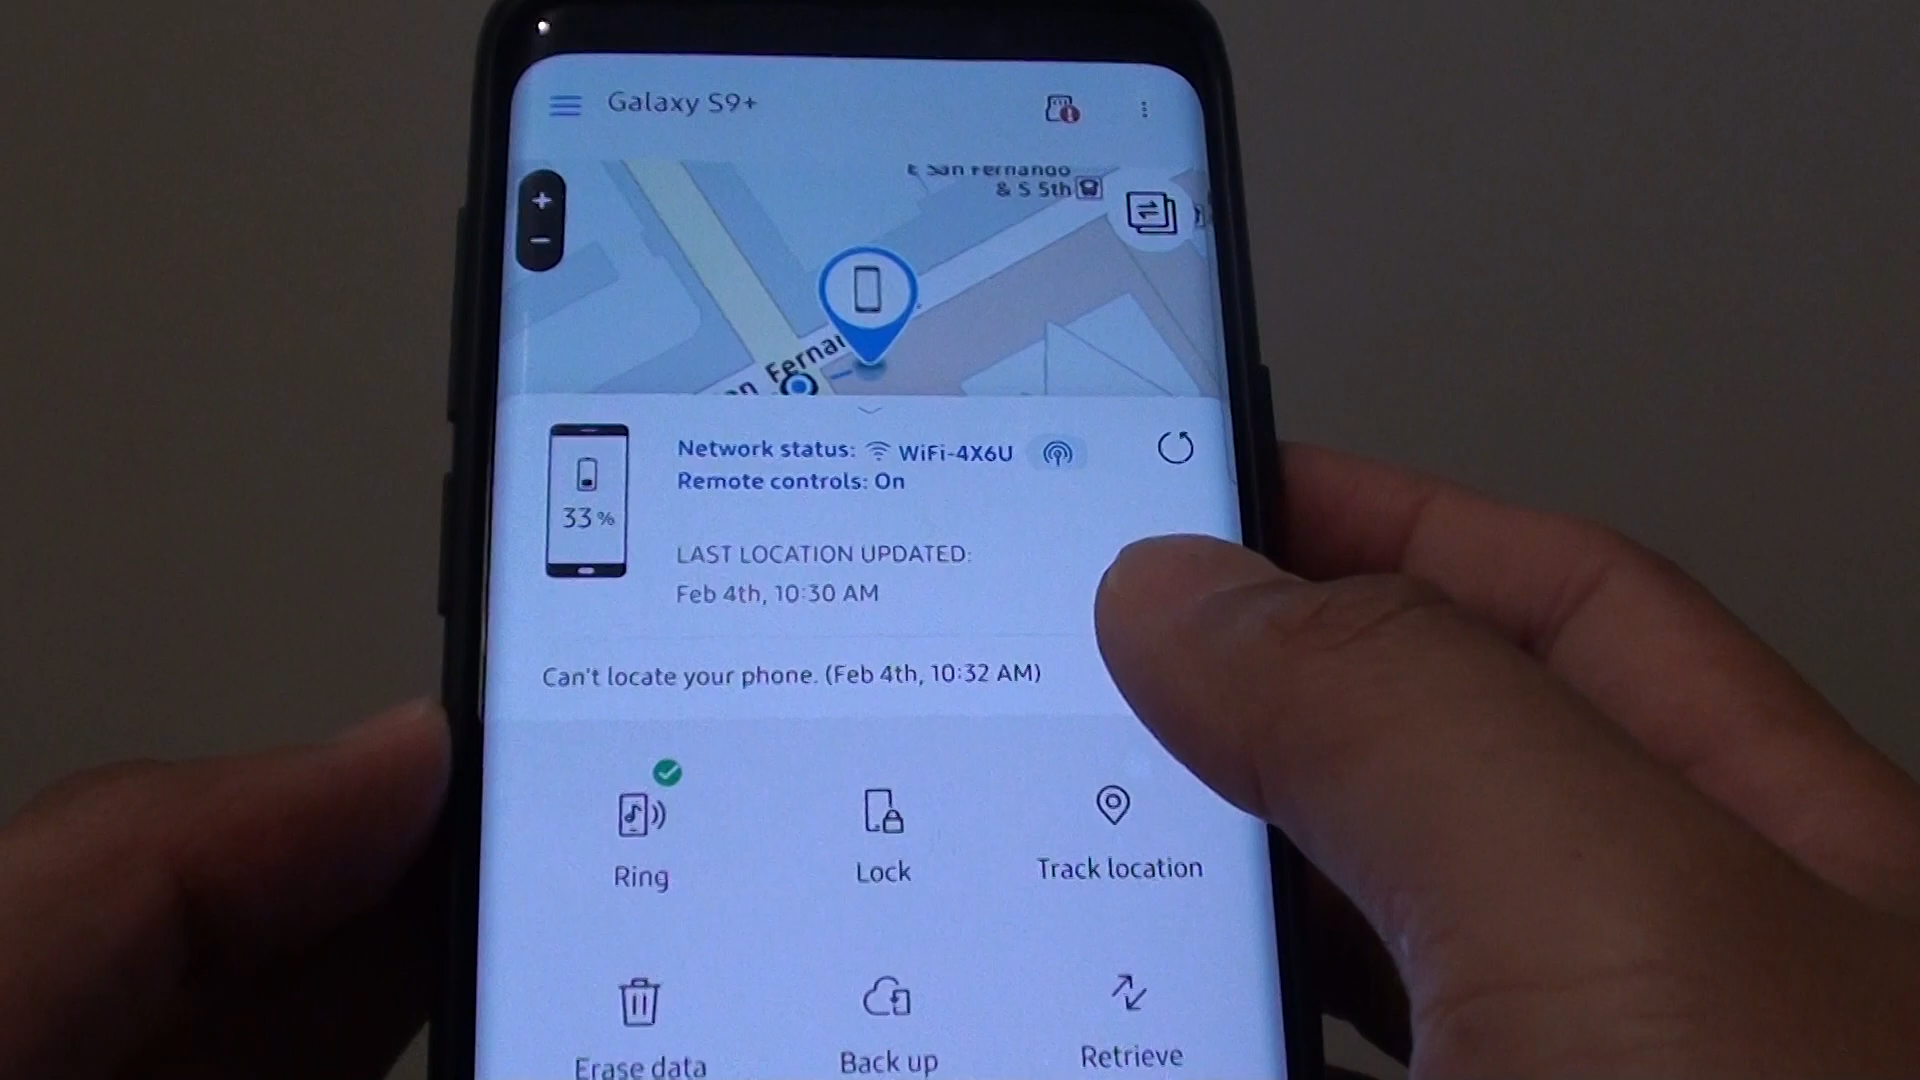 Galaxy S9+
E San Fernando
& S 5th
an Fernan
Network status: WiFi-4X6U
Remote controls: On
33%
LAST LOCATION UPDATED:
Feb 4th, 10:30 AM
Can't locate your phone. (Feb 4th, 10:32 AM)
Ring
Lock
Track location
Erase data
Back up
Retrieve